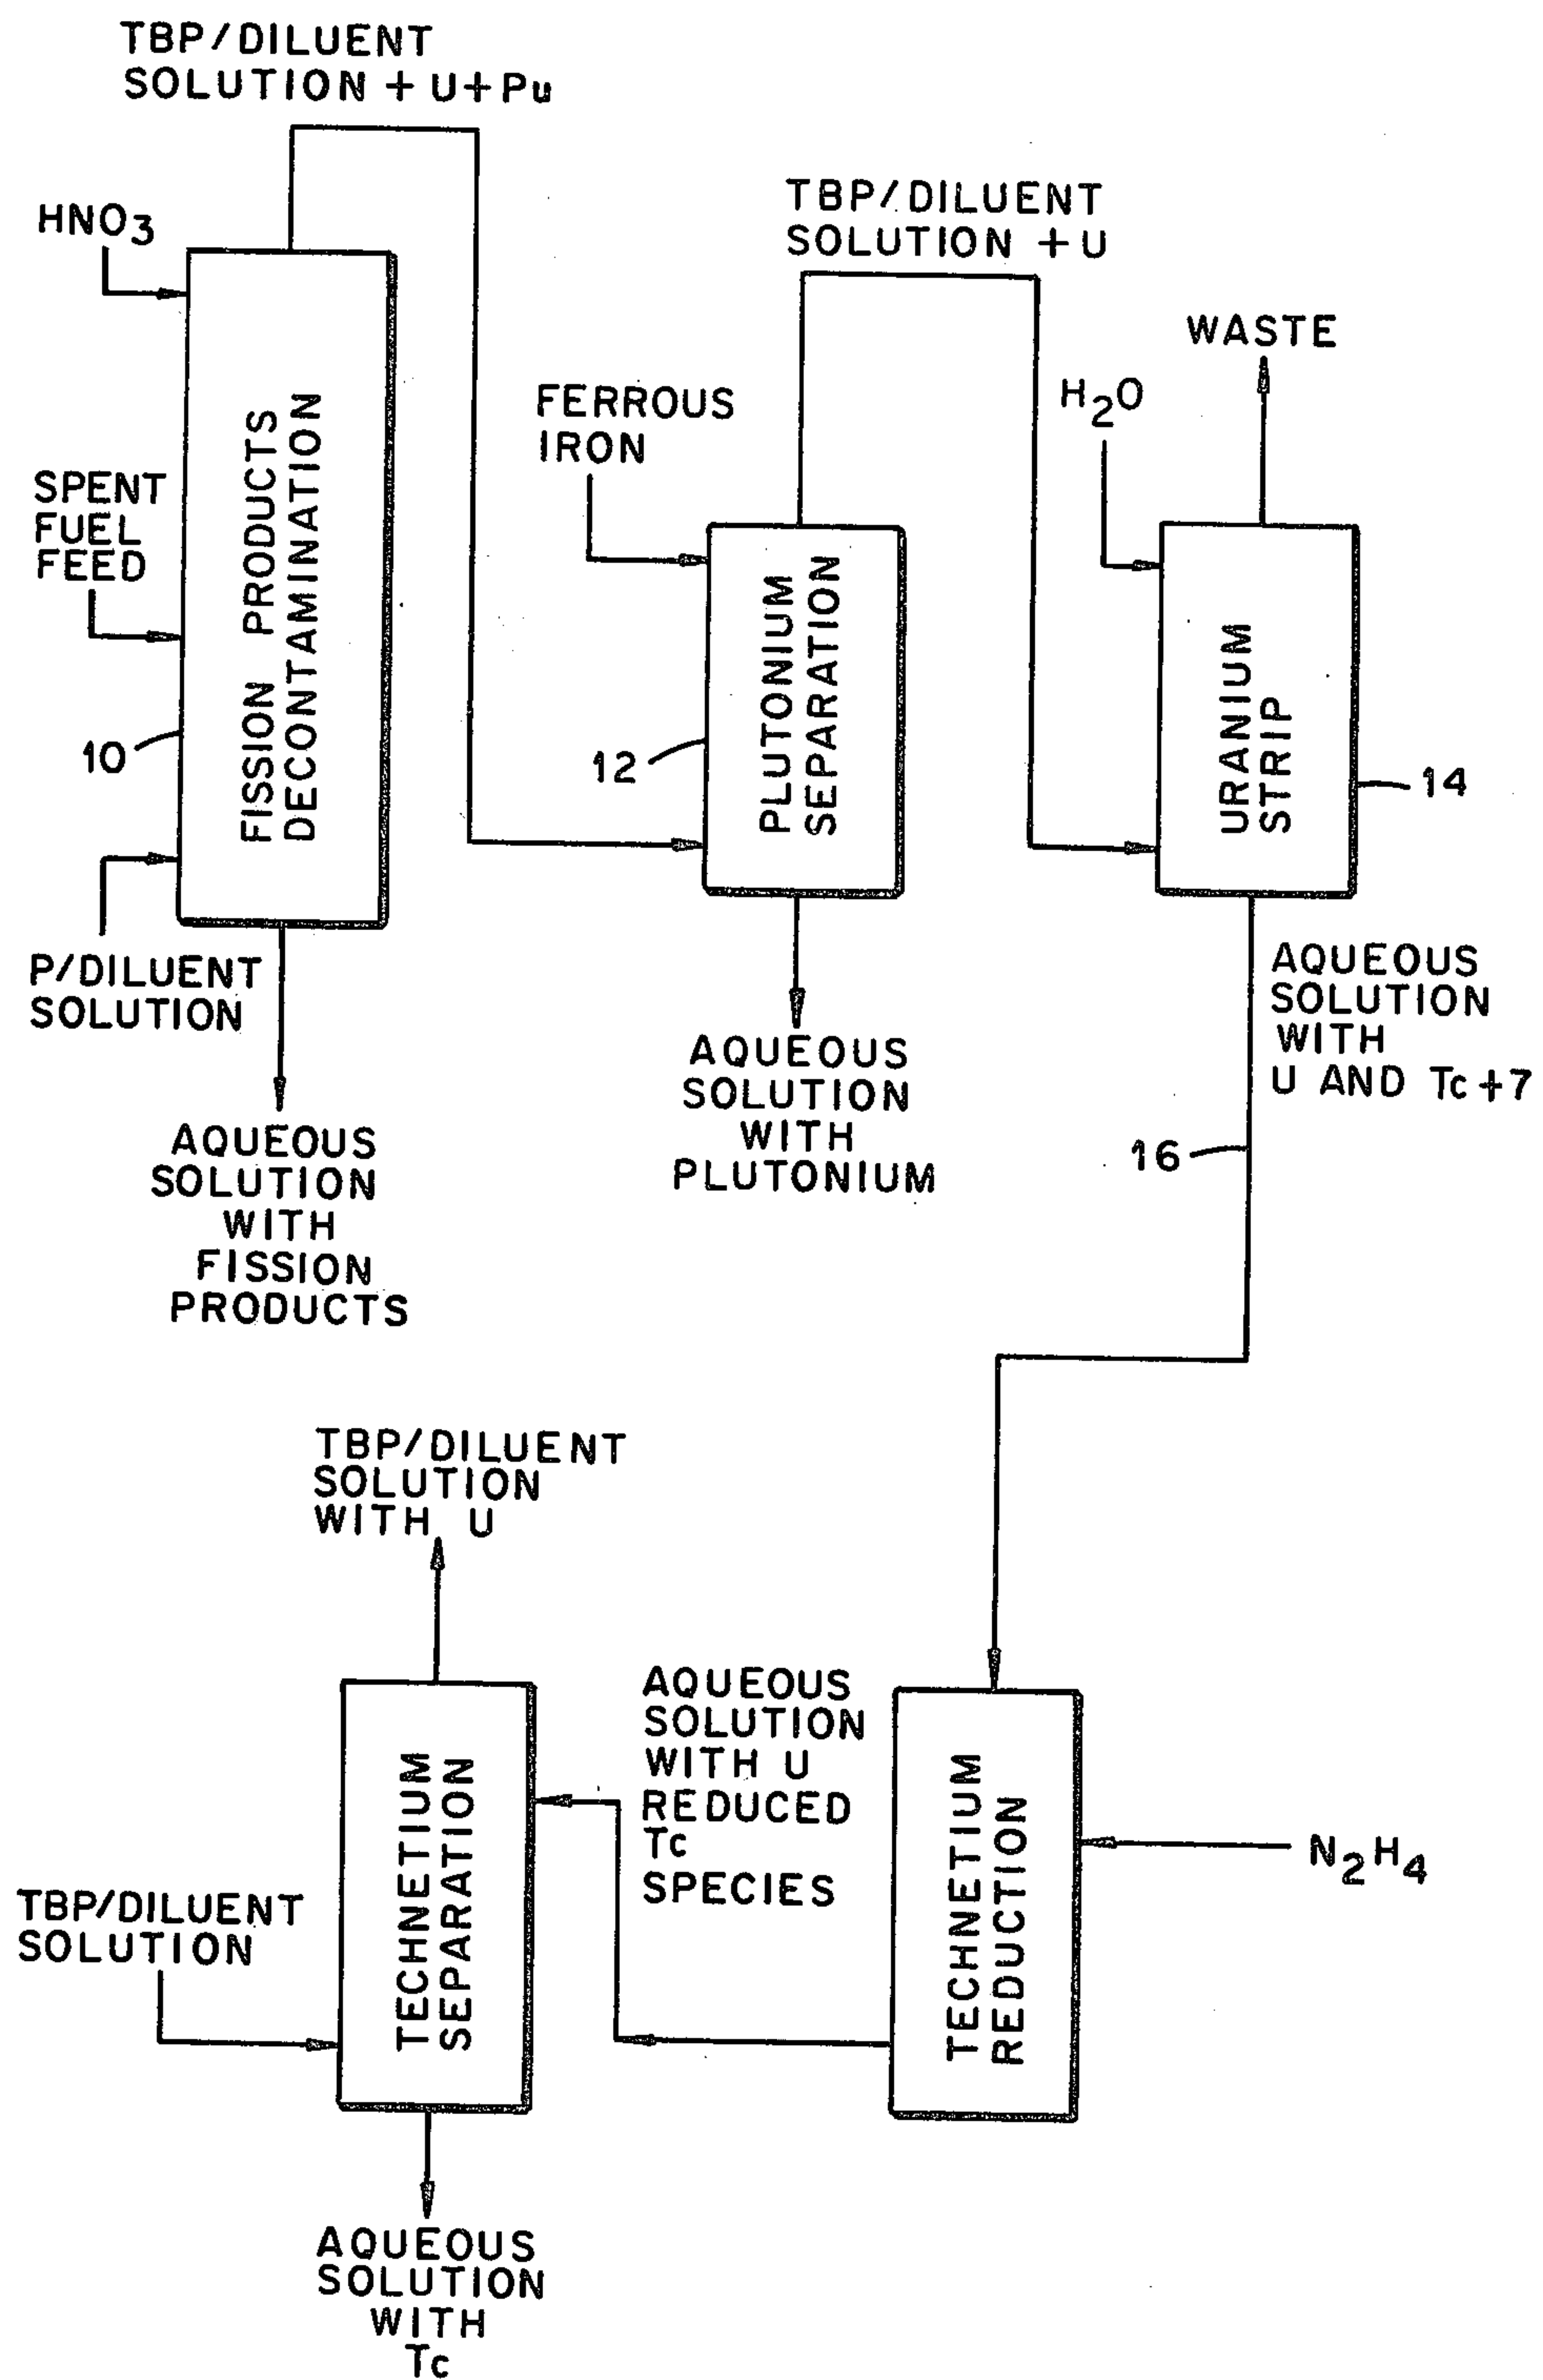 TBP/DILUENT
SOLUTION + U+Pu
HNO3
SPENT
FUEL
FEED
10
P/DILUENT
SOLUTION
FISSION PRODUCTS
DECONTAMINATION
AQUEOUS
SOLUTION
WITH
FISSION
PRODUCTS
FERROUS
IRON
12
PLUTONIUM
SEPARATION
AQUEOUS
SOLUTION
WITH
PLUTONIUM
TBP/DILUENT
SOLUTION + U
H2O
WASTE
URANIUM
STRIP
14
AQUEOUS
SOLUTION
WITH
U AND Tc+7
16
TECHNETIUM
REDUCTION
N2H4
AQUEOUS
SOLUTION
WITH U
REDUCED
Tc
SPECIES
TBP/DILUENT
SOLUTION
WITH U
TECHNETIUM
SEPARATION
TBP/DILUENT
SOLUTION
AQUEOUS
SOLUTION
WITH
Tc